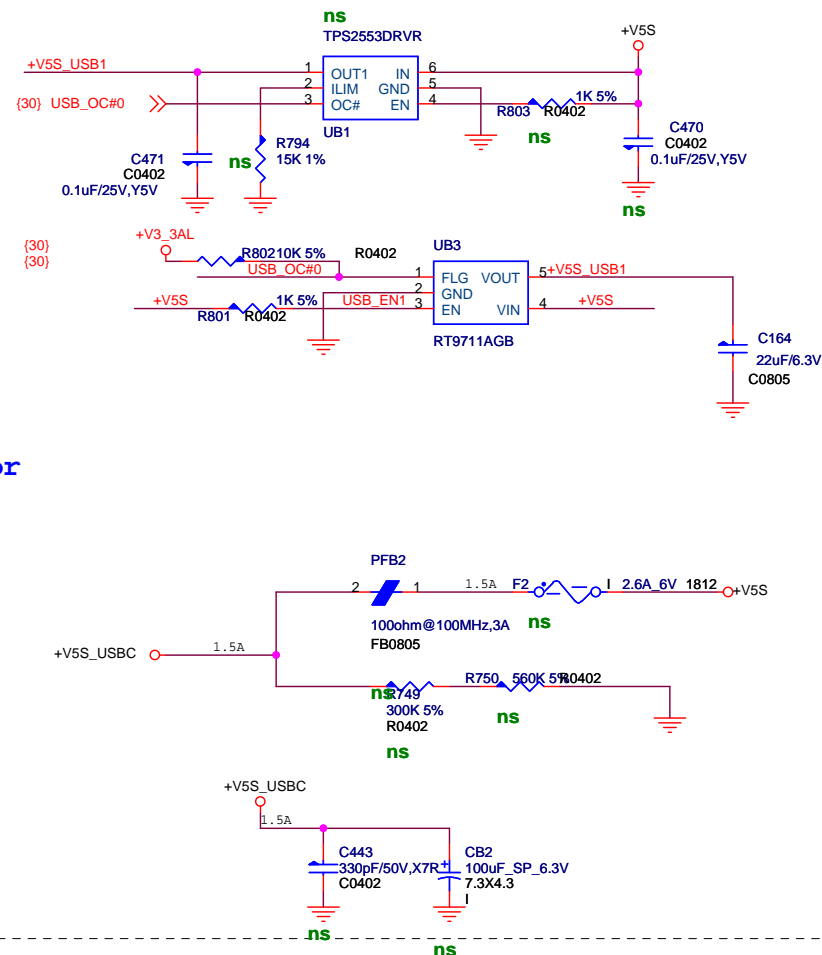 ns
TPS2553DRVR
+V5S
+V5S_USB1
1
2
3
OUT1
ILIM
OC#
IN
GND
EN
6
5
4
{30} USB_OC#0
UB1
R803
1K 5%
R0402
ns
R794
15K 1%
ns
C471
C0402
0.1uF/25V,Y5V
C470
C0402
0.1uF/25V,Y5V
ns
{30}
{30}
+V3_3AL
R802
10K 5%
R0402
USB_OC#0
UB3
1
2
3
FLG
GND
EN
VOUT
VIN
5
4
+V5S_USB1
+V5S
+V5S
R801
1K 5%
R0402
USB_EN1
RT9711AGB
C164
22uF/6.3V
C0805
or
PFB2
2
1
1.5A
F2
I
2.6A_6V
1812
+V5S
100ohm@100MHz,3A
FB0805
ns
+V5S_USBC
1.5A
ns
R749
300K 5%
R0402
ns
R750
560K 5%
R0402
ns
+V5S_USBC
1.5A
C443
330pF/50V,X7R
C0402
ns
+
CB2
100uF_SP_6.3V
7.3X4.3
I
ns